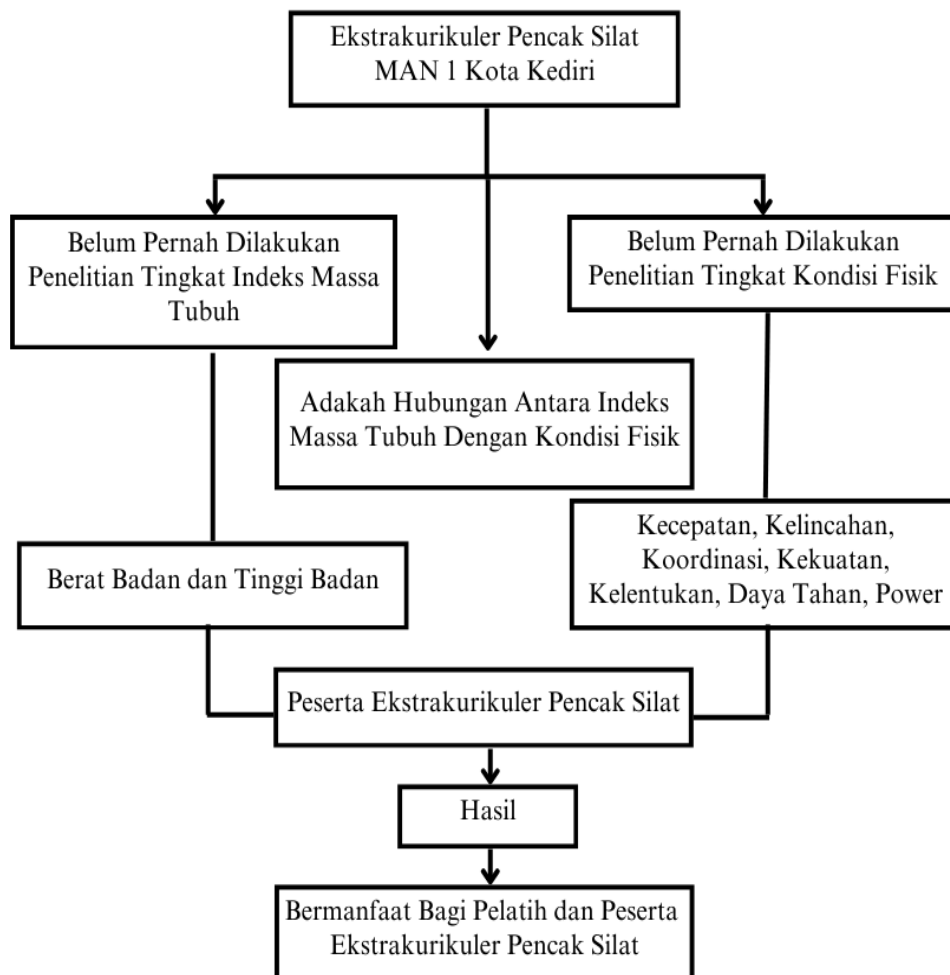 Ekstrakurikuler Pencak Silat
MAN 1 Kota Kediri
Belum Pernah Dilakukan
Penelitian Tingkat Indeks Massa
Tubuh
Belum Pernah Dilakukan
Penelitian Tingkat Kondisi Fisik
Adakah Hubungan Antara Indeks
Massa Tubuh Dengan Kondisi Fisik
Berat Badan dan Tinggi Badan
Kecepatan, Kelincahan,
Koordinasi, Kekuatan,
Kelentukan, Daya Tahan, Power
Peserta Ekstrakurikuler Pencak Silat
Hasil
Bermanfaat Bagi Pelatih dan Peserta
Ekstrakurikuler Pencak Silat